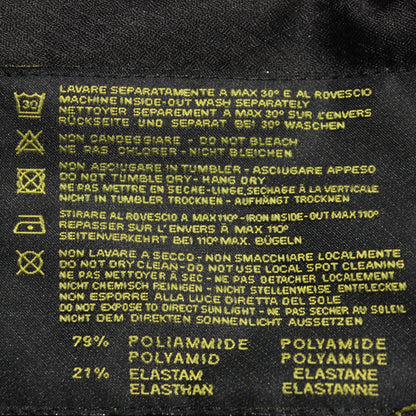 30
LAVARE SEPARATAMENTE A MAX 30° E AL ROVESCIO
MACHINE INSIDE-OUT WASH SEPARATELY
NETTOYER SEPAREMENT A MAX 30° SUR L'ENVERS
RÜCKSEITE UND SEPARAT BEI 30° WASCHEN
NON CANDEGGIARE - DO NOT BLEACH
NE PAS CHLORER - NICHT BLEICHEN
NON ASCIUGARE IN TUMBLER - ASCIUGARE APPESO
DO NOT TUMBLE DRY - HANG DRY
NE PAS METTRE EN SECHE-LINGE, SECHAGE A LA VERTICALE
NICHT IN TUMBLER TROCKNEN - AUFHÄNGT TROCKNEN
STIRARE AL ROVESCIO A MAX 110° - IRON INSIDE-OUT MAX 110°
REPASSER SUR L'ENVERS À MAX 110°
SEITENVERKEHRT BEI 110° MAX. BÜGELN
NON LAVARE A SECCO - NON SMACCHIARE LOCALMENTE
DO NOT DRY CLEAN - DO NOT USE LOCAL SPOT CLEANING
NE PAS NETTOYER A SEC - NE PAS DETACHER LOCALEMENT
NICHT CHEMISCH REINIGEN - NICHT STELLENWEISE ENTFLECKEN
NON ESPORRE ALLA LUCE DIRETTA DEL SOLE
DO NOT EXPOSE TO DIRECT SUN LIGHT - NE PAS SECHER AU SOLEIL
NICHT DEM DIREKTEN SONNENLICHT AUSSETZEN
79% POLIAMMIDE POLYAMIDE
POLYAMID POLYAMIDE
21% ELASTAM ELASTANE
ELASTHAN ELASTHANNE